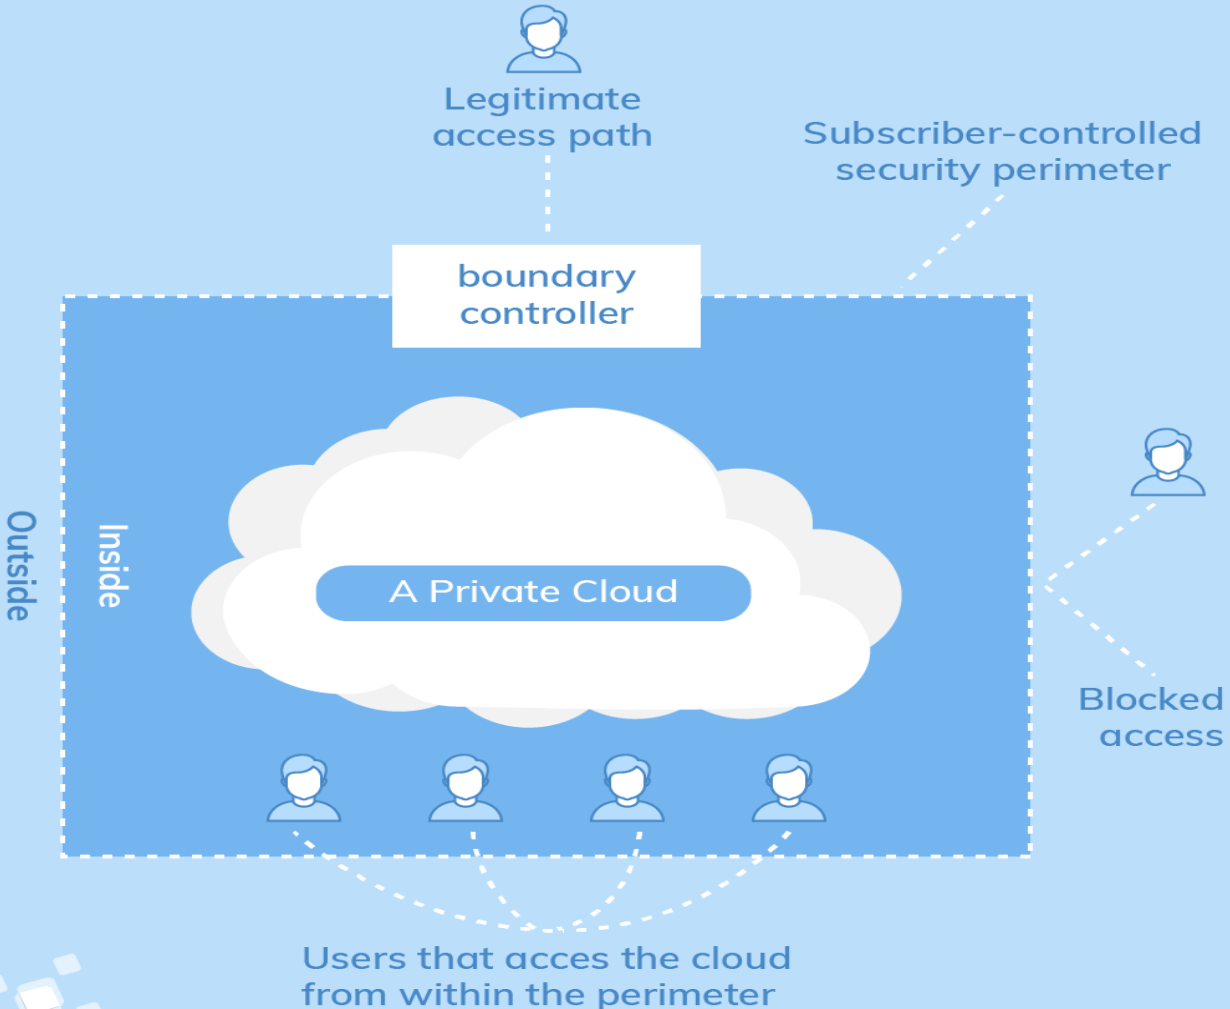 Legitimate
access path
Subscriber-controlled
security perimeter
boundary
controller
Outside
Inside
A Private Cloud
Blocked
access
Users that acces the cloud
from within the perimeter